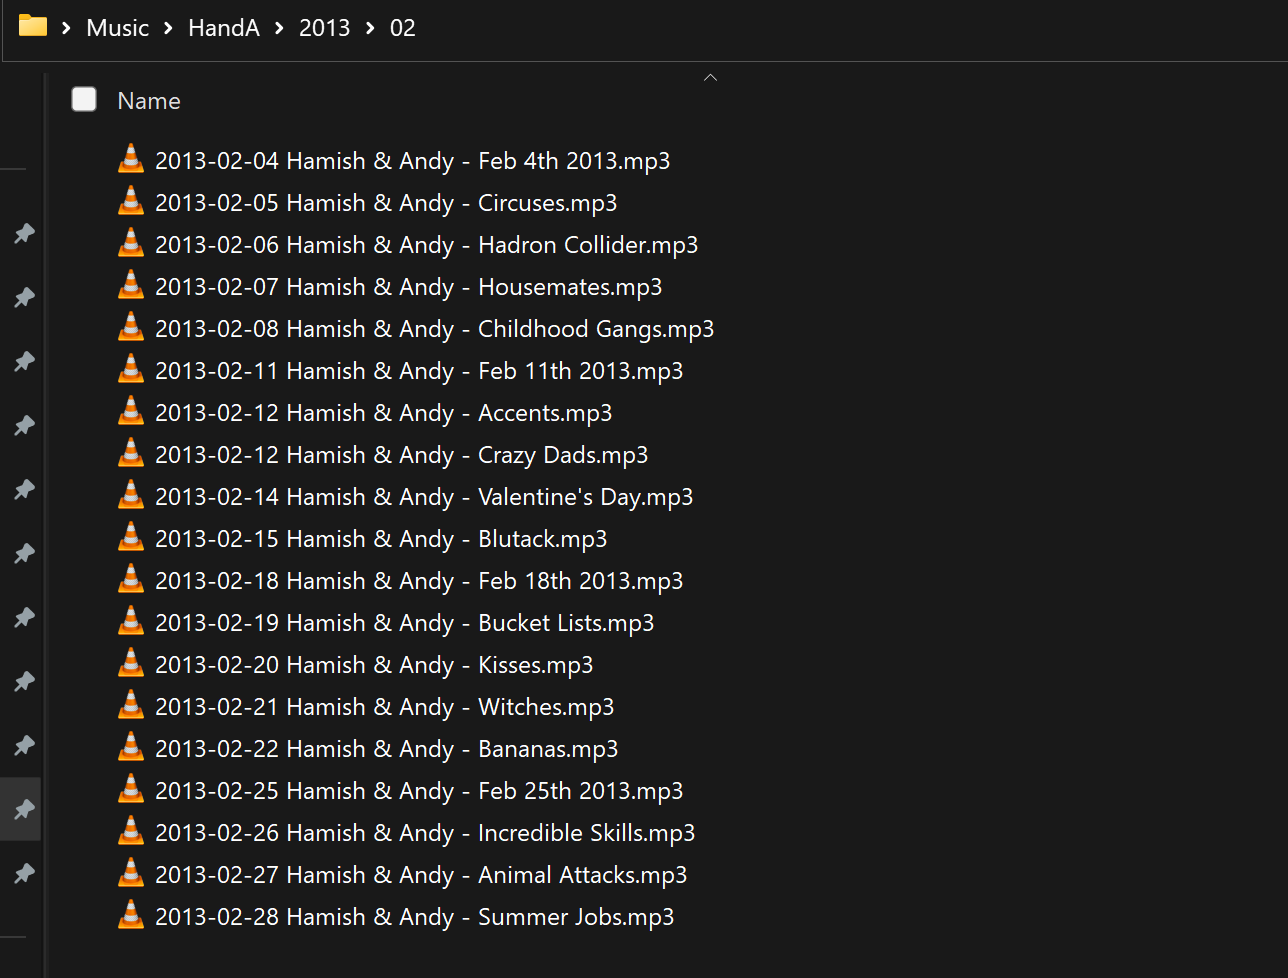 Music > HandA > 2013 > 02
Name
2013-02-04 Hamish & Andy - Feb 4th 2013.mp3
2013-02-05 Hamish & Andy - Circuses.mp3
2013-02-06 Hamish & Andy - Hadron Collider.mp3
2013-02-07 Hamish & Andy - Housemates.mp3
2013-02-08 Hamish & Andy - Childhood Gangs.mp3
2013-02-11 Hamish & Andy - Feb 11th 2013.mp3
2013-02-12 Hamish & Andy - Accents.mp3
2013-02-12 Hamish & Andy - Crazy Dads.mp3
2013-02-14 Hamish & Andy - Valentine's Day.mp3
2013-02-15 Hamish & Andy - Blutack.mp3
2013-02-18 Hamish & Andy - Feb 18th 2013.mp3
2013-02-19 Hamish & Andy - Bucket Lists.mp3
2013-02-20 Hamish & Andy - Kisses.mp3
2013-02-21 Hamish & Andy - Witches.mp3
2013-02-22 Hamish & Andy - Bananas.mp3
2013-02-25 Hamish & Andy - Feb 25th 2013.mp3
2013-02-26 Hamish & Andy - Incredible Skills.mp3
2013-02-27 Hamish & Andy - Animal Attacks.mp3
2013-02-28 Hamish & Andy - Summer Jobs.mp3